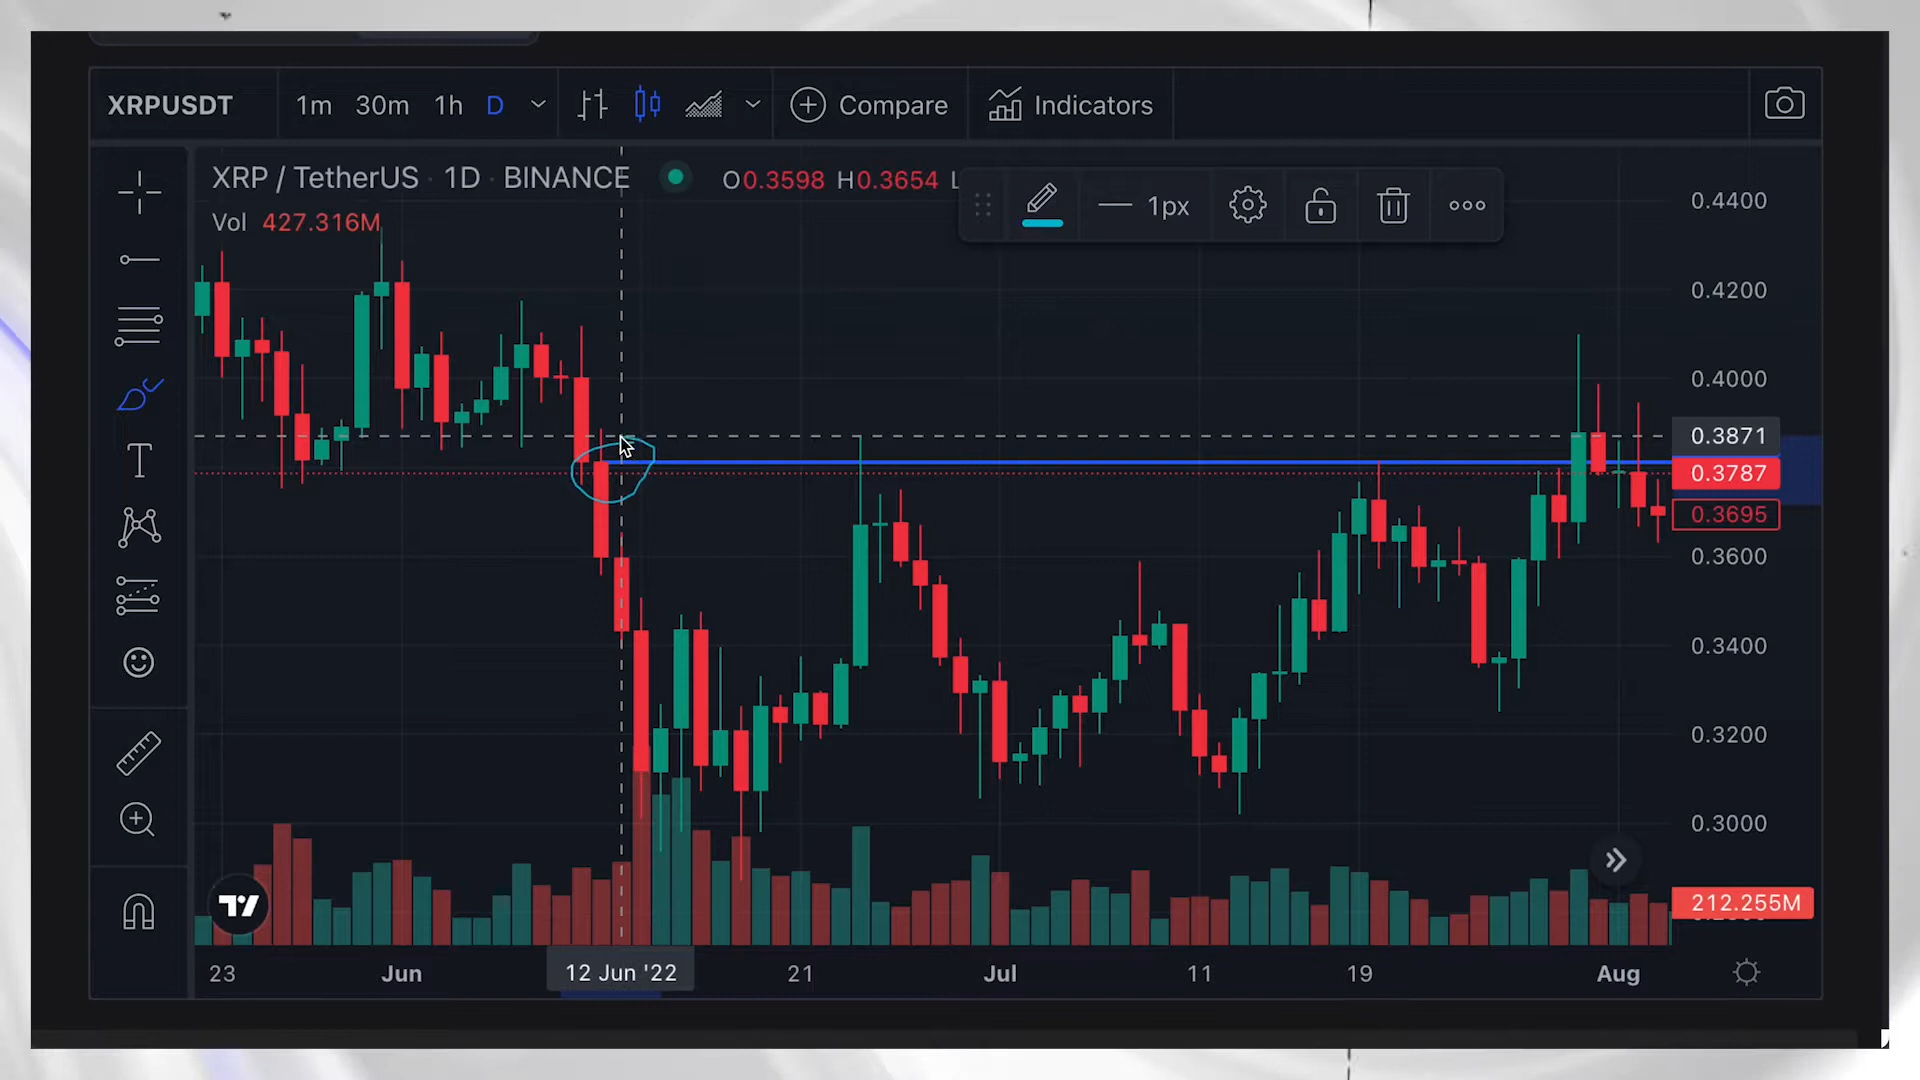 XRPUSDT 1m 30m 1h D Compare Indicators
XRP / TetherUS · 1D · BINANCE O0.3598 H0.3654 L
1px
Vol 427.316M
0.4400
0.4200
0.4000
0.3871
0.3787
0.3695
0.3600
0.3400
0.3200
0.3000
212.255M
T
23 Jun 12 Jun '22 21 Jul 11 19 Aug